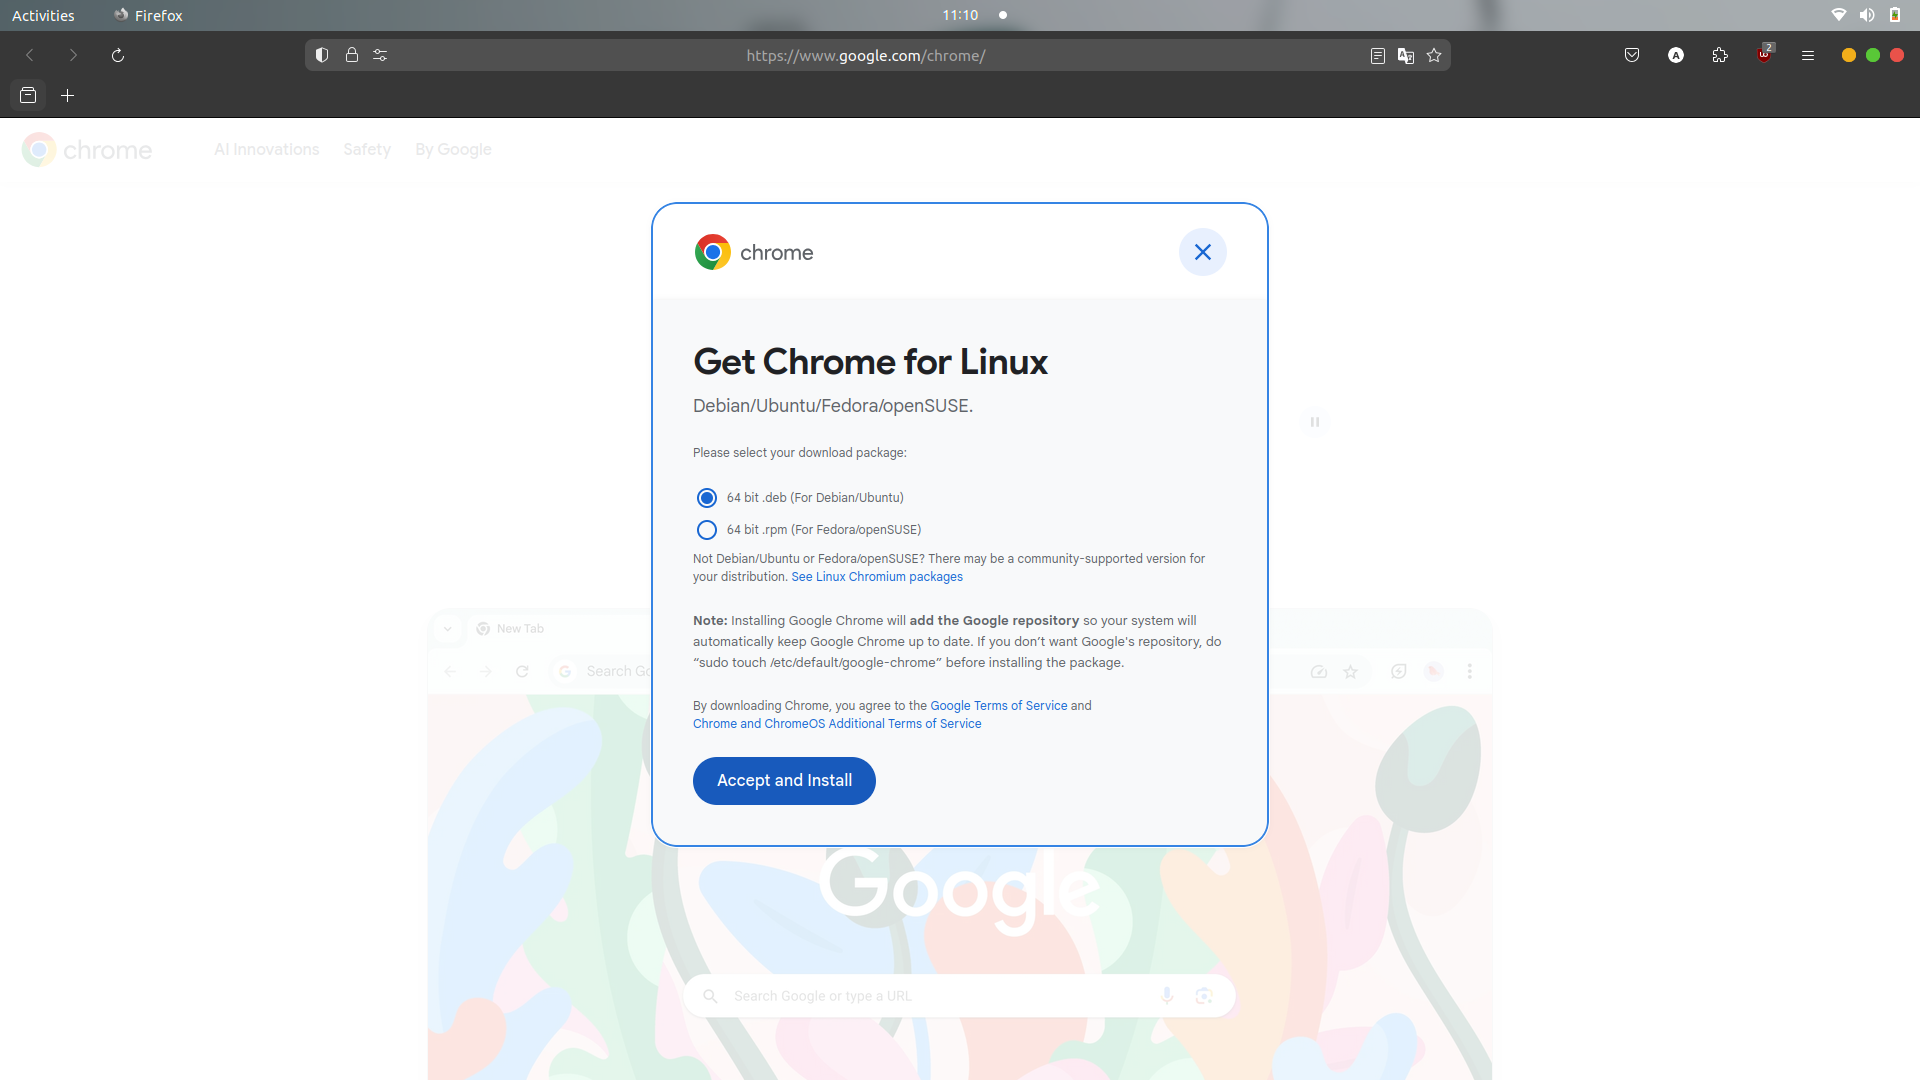 Activities
Firefox
11:10
https://www.google.com/chrome/
A
2
chrome
AI Innovations
Safety
By Google
chrome
Get Chrome for Linux
Debian/Ubuntu/Fedora/openSUSE.
Please select your download package:
64 bit .deb (For Debian/Ubuntu)
64 bit .rpm (For Fedora/openSUSE)
Not Debian/Ubuntu or Fedora/openSUSE? There may be a community-supported version for
your distribution. See Linux Chromium packages
Note: Installing Google Chrome will add the Google repository so your system will
automatically keep Google Chrome up to date. If you don’t want Google's repository, do
“sudo touch /etc/default/google-chrome” before installing the package.
By downloading Chrome, you agree to the Google Terms of Service and
Chrome and ChromeOS Additional Terms of Service
Accept and Install
New Tab
Search Go
Google
Search Google or type a URL